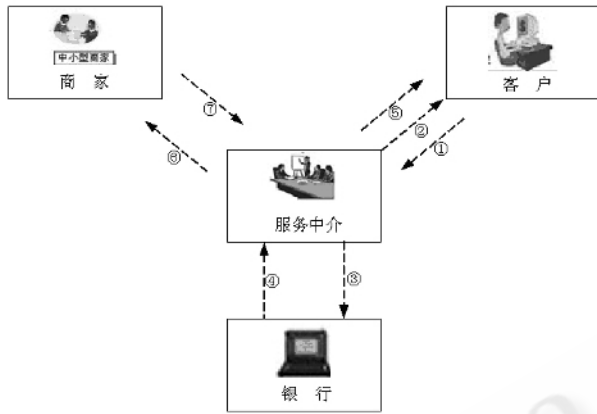 中小型商家
商 家
!
客 户
⑦
⑤
②
①
⑥
服务中介
④
③
银 行